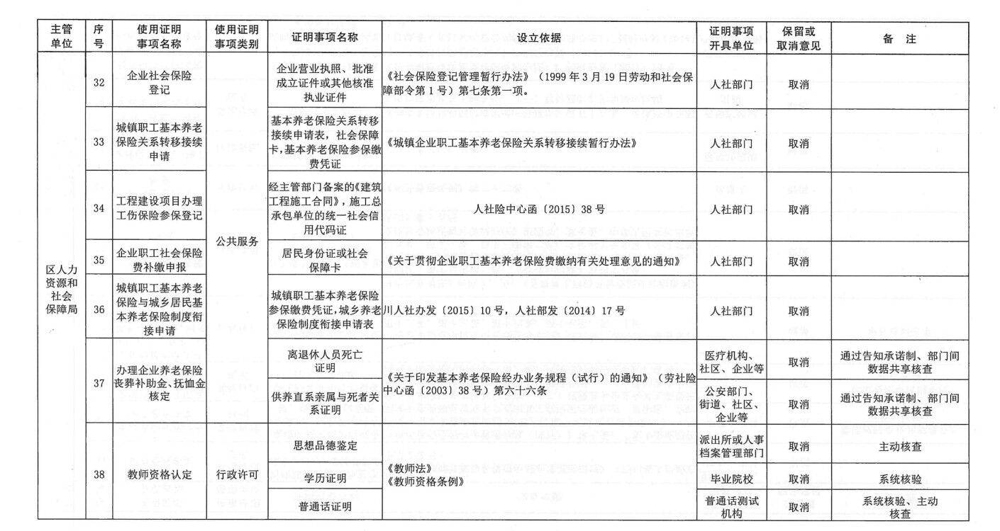 主管
单位
序
号
使用证明
事项名称
使用证明
事项类别
证明事项名称
设立依据
证明事项
开具单位
保留或
取消意见
备 注
区人力
资源和
社会
保障局
32
企业社会保险
登记
公共服务
企业营业执照、批准
成立证件或其他核准
执业证件
《社会保险登记管理暂行办法》（1999 年 3 月 19 日劳动和社会保
障部令第 1 号）第七条第一项。
人社部门
取消
33
城镇职工基本养老
保险关系转移接续
申请
基本养老保险关系转移
接续申请表，社会保障
卡，基本养老保险参保缴
费凭证
《城镇企业职工基本养老保险关系转移接续暂行办法》
人社部门
取消
34
工程建设项目办理
工伤保险参保登记
经主管部门备案的《建筑
工程施工合同》，施工总
承包单位的统一社会信
用代码证
人社险中心函〔2015〕38 号
人社部门
取消
35
企业职工社会保险
费补缴申报
居民身份证或社会
保障卡
《关于贯彻企业职工基本养老保险费缴纳有关处理意见的通知》
人社部门
取消
36
城镇职工基本养老
保险与城乡居民基
本养老保险制度衔
接申请
城镇职工基本养老保险
参保缴费凭证，城乡养老
保险制度衔接申请表
川人社办发〔2015〕10 号，人社部发〔2014〕17 号
人社部门
取消
37
办理企业养老保险
丧葬补助金、抚恤金
核定
离退休人员死亡
证明
《关于印发基本养老保险经办业务规程（试行）的通知》（劳社险
中心函〔2003〕38 号）第六十六条
医疗机构、
社区、企业等
取消
通过告知承诺制、部门间
数据共享核查
供养直系亲属与死者关
系证明
公安部门、
街道、社区、
企业等
取消
通过告知承诺制、部门间
数据共享核查
38
教师资格认定
行政许可
思想品德鉴定
《教师法》
《教师资格条例》
派出所或人事
档案管理部门
取消
主动核查
学历证明
毕业院校
取消
系统核验
普通话证明
普通话测试
机构
取消
系统核验、主动
核查